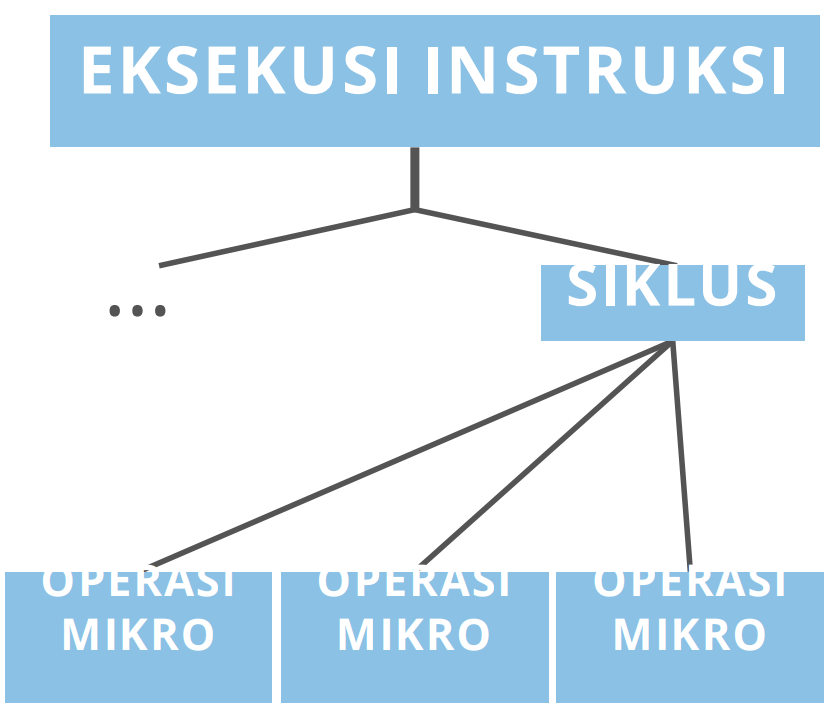 EKSEKUSI INSTRUKSI
...
SIKLUS
OPERASI
MIKRO
OPERASI
MIKRO
OPERASI
MIKRO